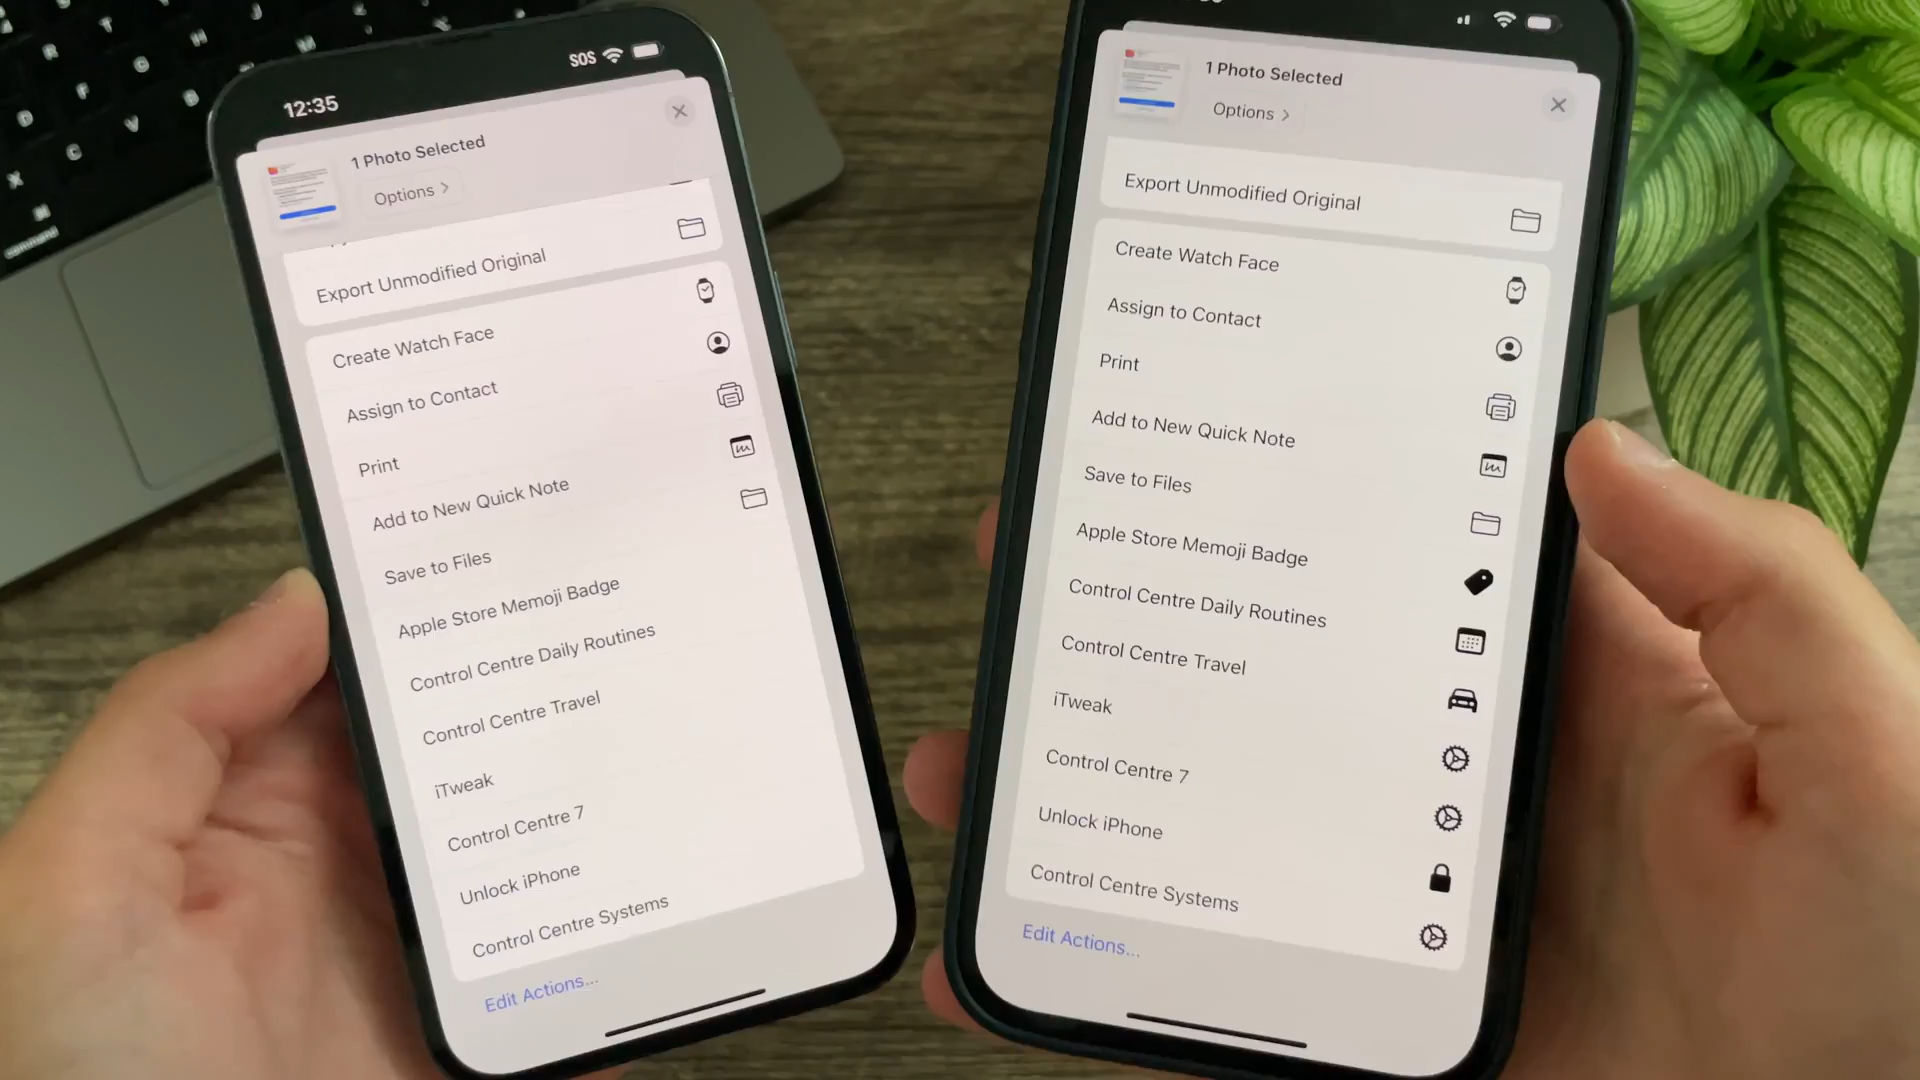 12:35
SOS
1 Photo Selected
Options
Export Unmodified Original
Create Watch Face
Assign to Contact
Print
Add to New Quick Note
Save to Files
Apple Store Memoji Badge
Control Centre Daily Routines
Control Centre Travel
iTweak
Control Centre 7
Unlock iPhone
Control Centre Systems
Edit Actions...
1 Photo Selected
Options
Export Unmodified Original
Create Watch Face
Assign to Contact
Print
Add to New Quick Note
Save to Files
Apple Store Memoji Badge
Control Centre Daily Routines
Control Centre Travel
iTweak
Control Centre 7
Unlock iPhone
Control Centre Systems
Edit Actions...
command